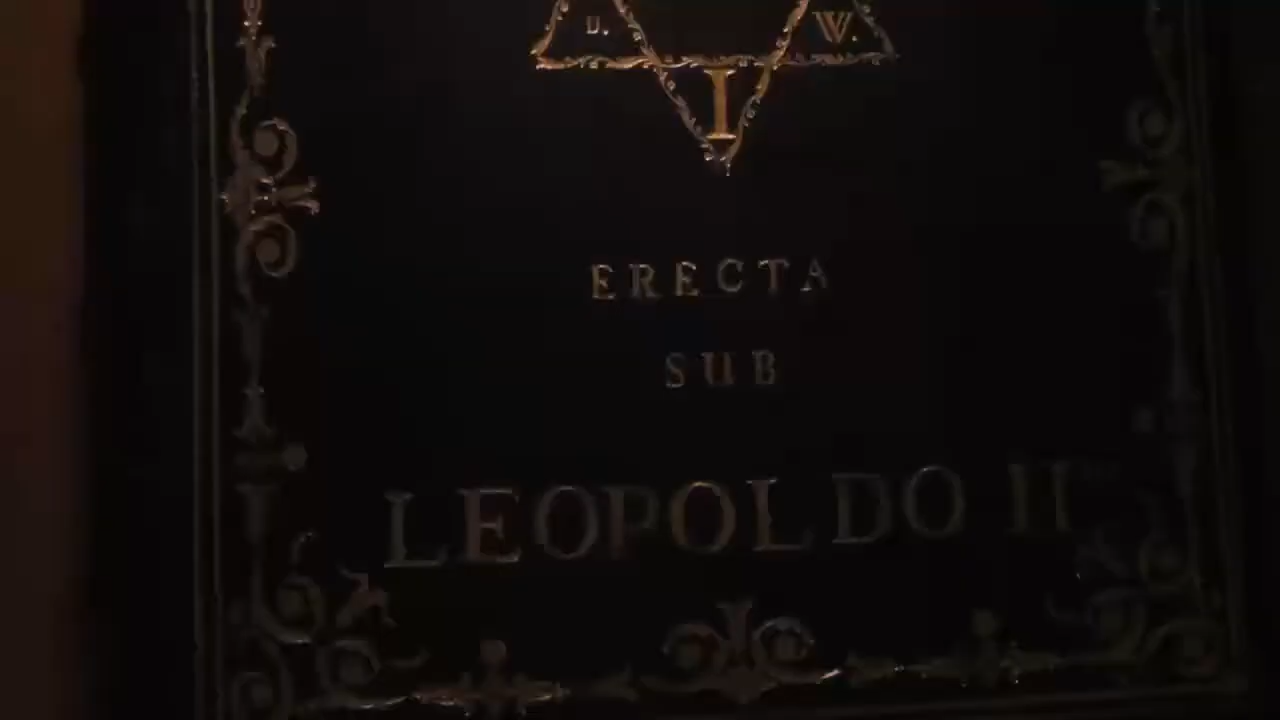 U. W.
I
ERECTA
SUB
LEOPOLDO II